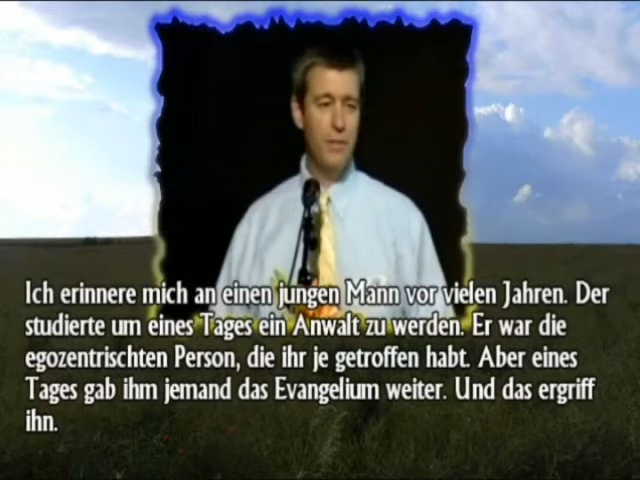 Ich erinnere mich an einen jungen Mann vor vielen Jahren. Der
studierte um eines Tages ein Anwalt zu werden. Er war die
egozentrischten Person, die ihr je getroffen habt. Aber eines
Tages gab ihm jemand das Evangelium weiter. Und das ergriff
ihn.